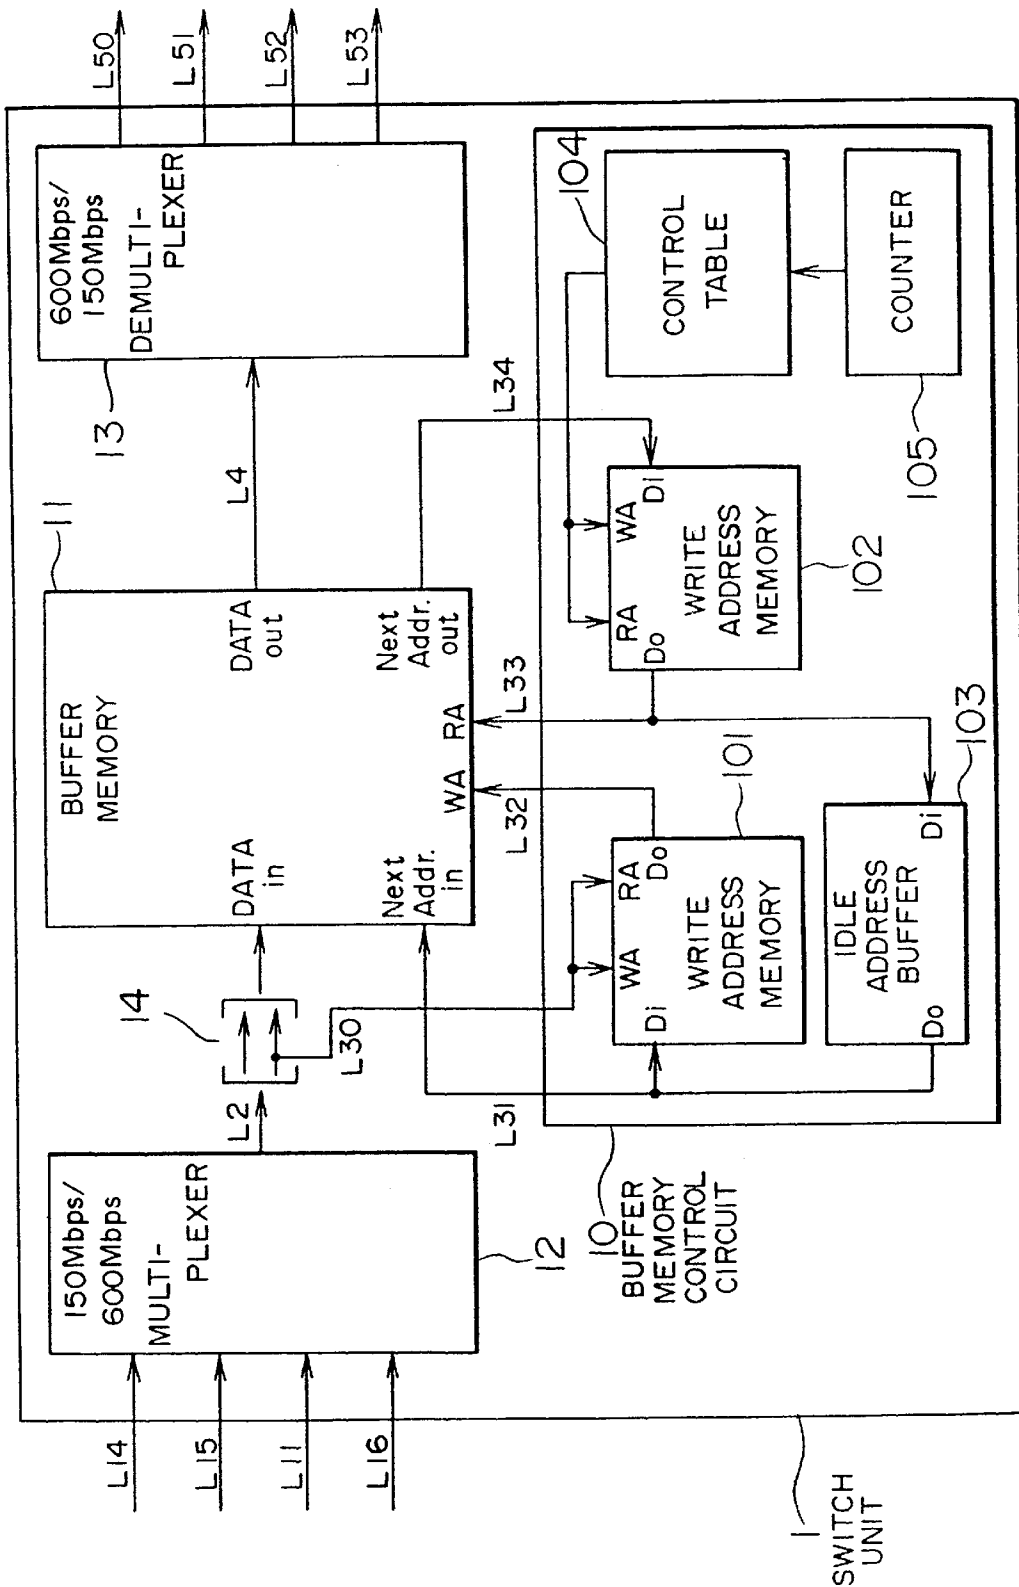 L14
L15
L11
L16
150Mbps/
600Mbps
MULTI-
PLEXER
12
L2
14
L30
BUFFER
MEMORY
11
DATA
in
DATA
out
Next
Addr.
in
WA
RA
Next
Addr.
out
L4
600Mbps/
150Mbps
DEMULTI-
PLEXER
13
L50
L51
L52
L53
L31
L32
L33
L34
10
BUFFER
MEMORY
CONTROL
CIRCUIT
WA
RA
Di
Do
WRITE
ADDRESS
MEMORY
101
RA
WA
Do
Di
WRITE
ADDRESS
MEMORY
102
104
CONTROL
TABLE
COUNTER
105
IDLE
ADDRESS
BUFFER
Do
Di
103
1
SWITCH
UNIT